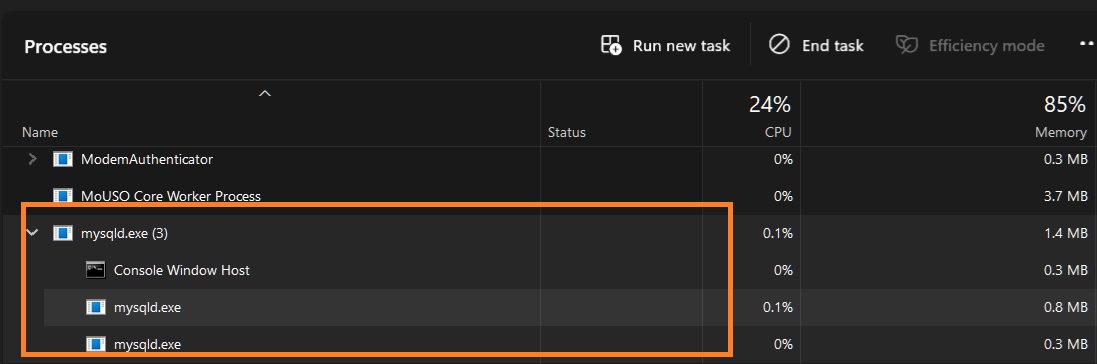 Processes Run new task End task Efficiency mode
24% 85%
Name Status CPU Memory
ModemAuthenticator 0% 0.3 MB
MoUSO Core Worker Process 0% 3.7 MB
mysqld.exe (3) 0.1% 1.4 MB
Console Window Host 0% 0.3 MB
mysqld.exe 0.1% 0.8 MB
mysqld.exe 0% 0.3 MB